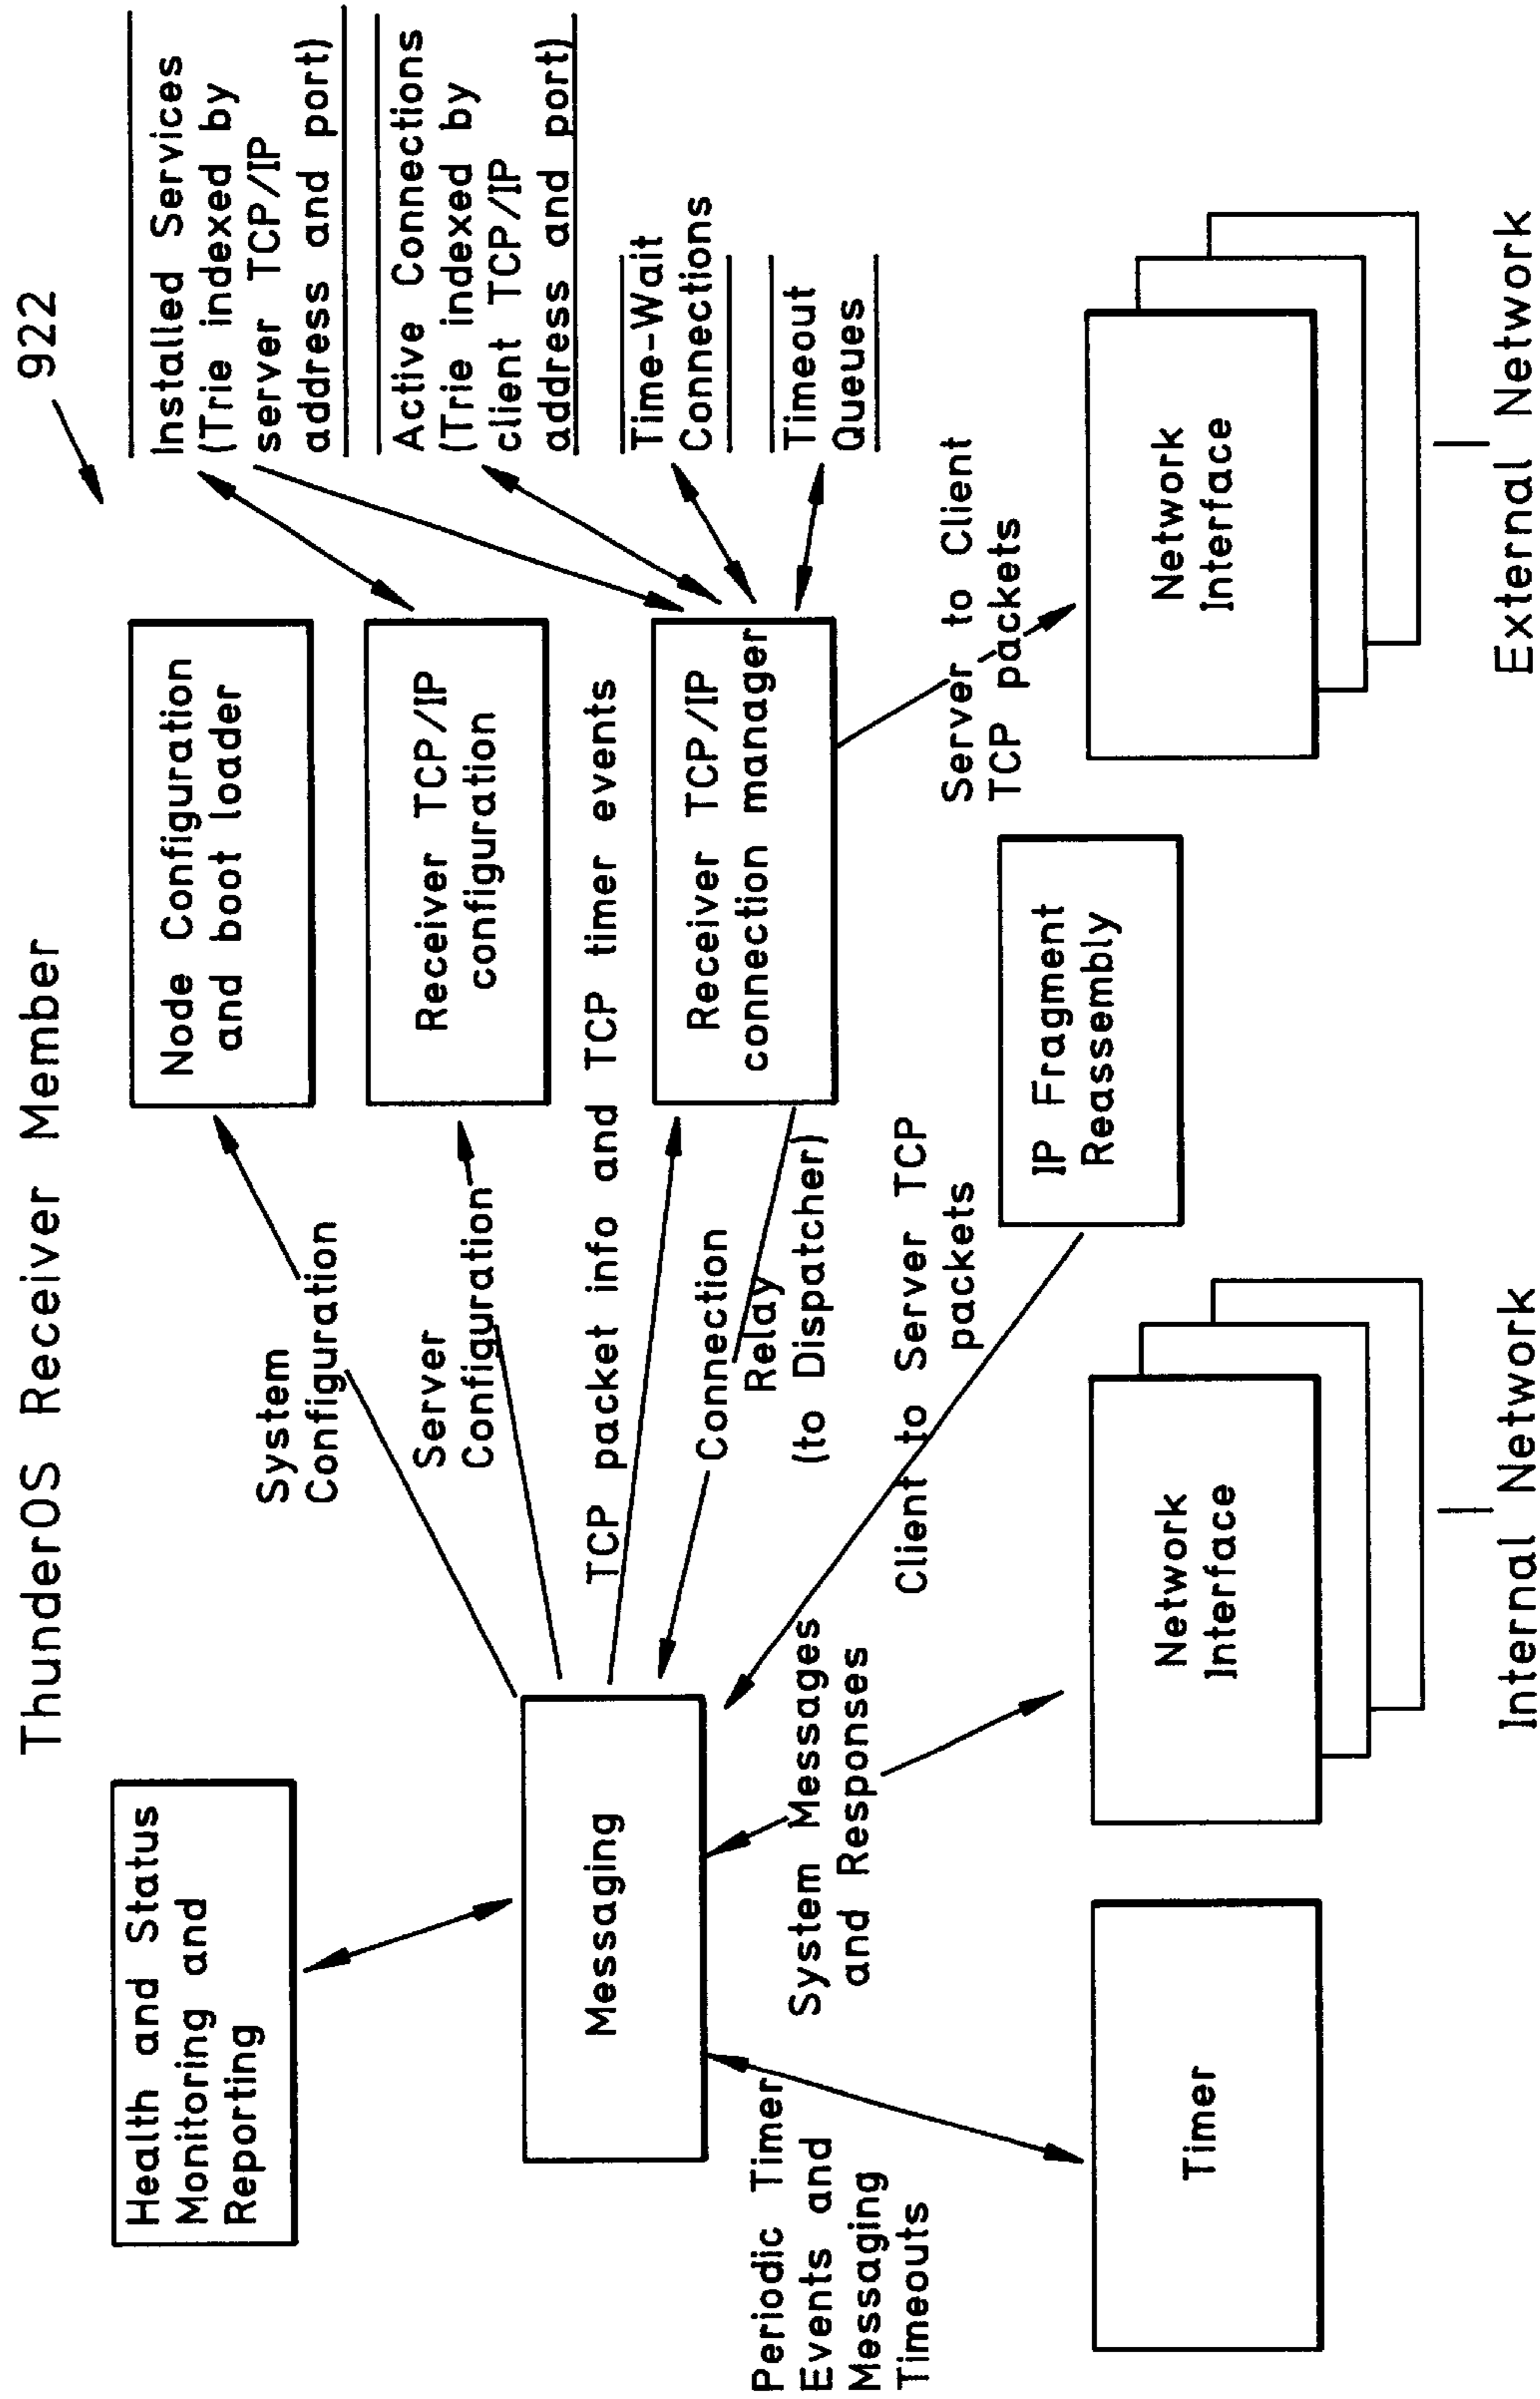 ThunderOS Receiver Member
922
Health and Status
Monitoring and
Reporting
System
Configuration
Node Configuration
and boot loader
Installed Services
(Trie indexed by
server TCP/IP
address and port)
Server
Configuration
Receiver TCP/IP
configuration
Active Connections
(Trie indexed by
client TCP/IP
address and port)
Messaging
TCP packet info and TCP timer events
Receiver TCP/IP
connection manager
Time-Wait
Connections
Connection
Relay
(to Dispatcher)
Timeout
Queues
Periodic Timer
Events and
Messaging
Timeouts
System Messages
and Responses
Client to Server TCP
packets
Server to Client
TCP packets
IP Fragment
Reassembly
Timer
Network
Interface
Network
Interface
Internal Network
External Network